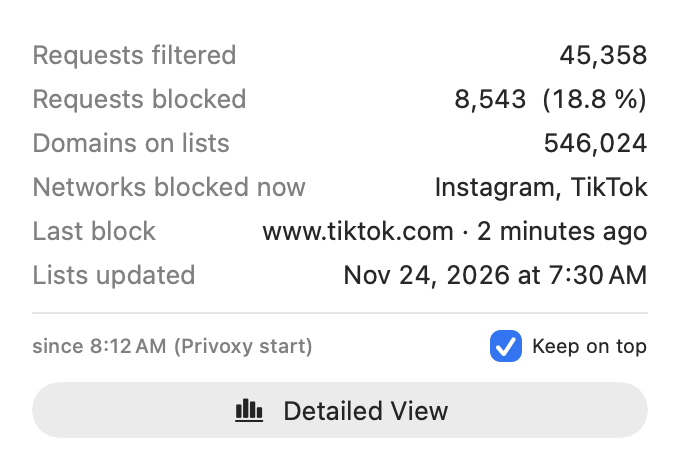 Requests filtered 45,358
Requests blocked 8,543 (18.8 %)
Domains on lists 546,024
Networks blocked now Instagram, TikTok
Last block www.tiktok.com · 2 minutes ago
Lists updated Nov 24, 2026 at 7:30 AM
since 8:12 AM (Privoxy start) Keep on top
Detailed View